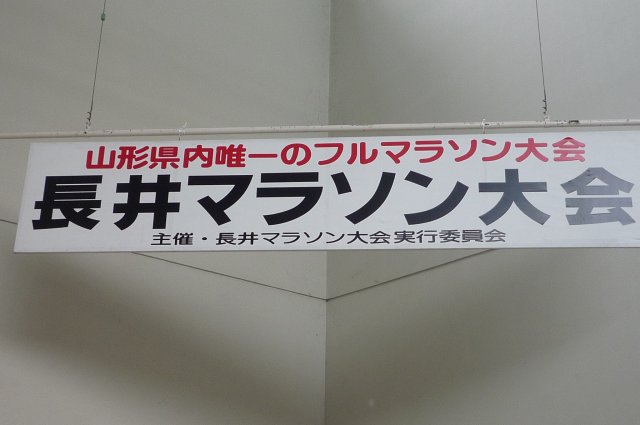 山形県内唯一のフルマラソン大会
長井マラソン大会
主催・長井マラソン大会実行委員会